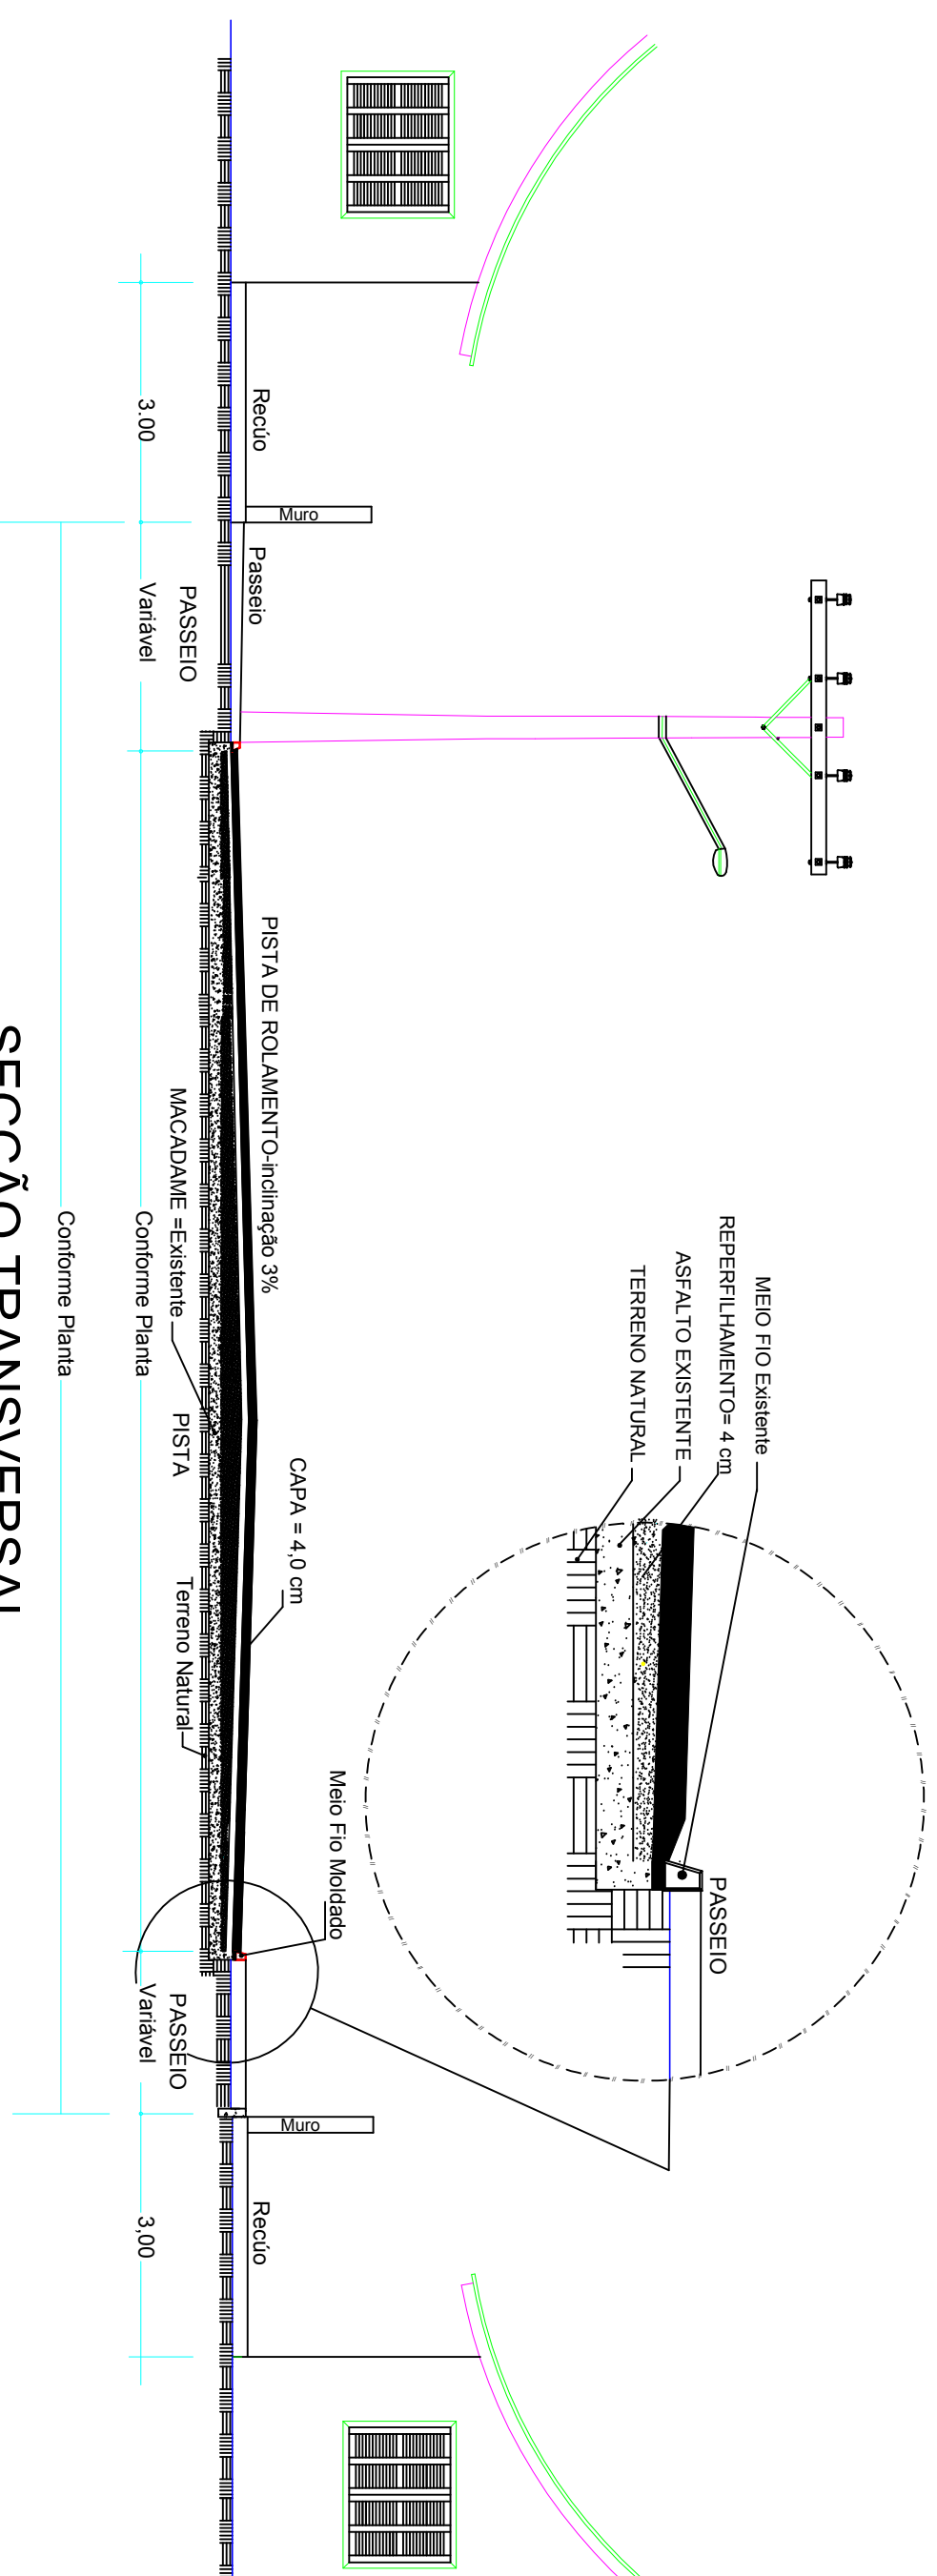 MEIO FIO Existente
REPERFILHAMENTO= 4 cm
ASFALTO EXISTENTE
TERRENO NATURAL
PASSEIO
Recúo
Muro
Passeio
PISTA DE ROLAMENTO-inclinação 3%
CAPA = 4,0 cm
Meio Fio Moldado
Muro
Recúo
PASSEIO
MACADAME =Existente
PISTA
Terreno Natural
PASSEIO
3.00
Variável
Conforme Planta
Variável
3,00
Conforme Planta
SECÇÃO TRANSVERSAL